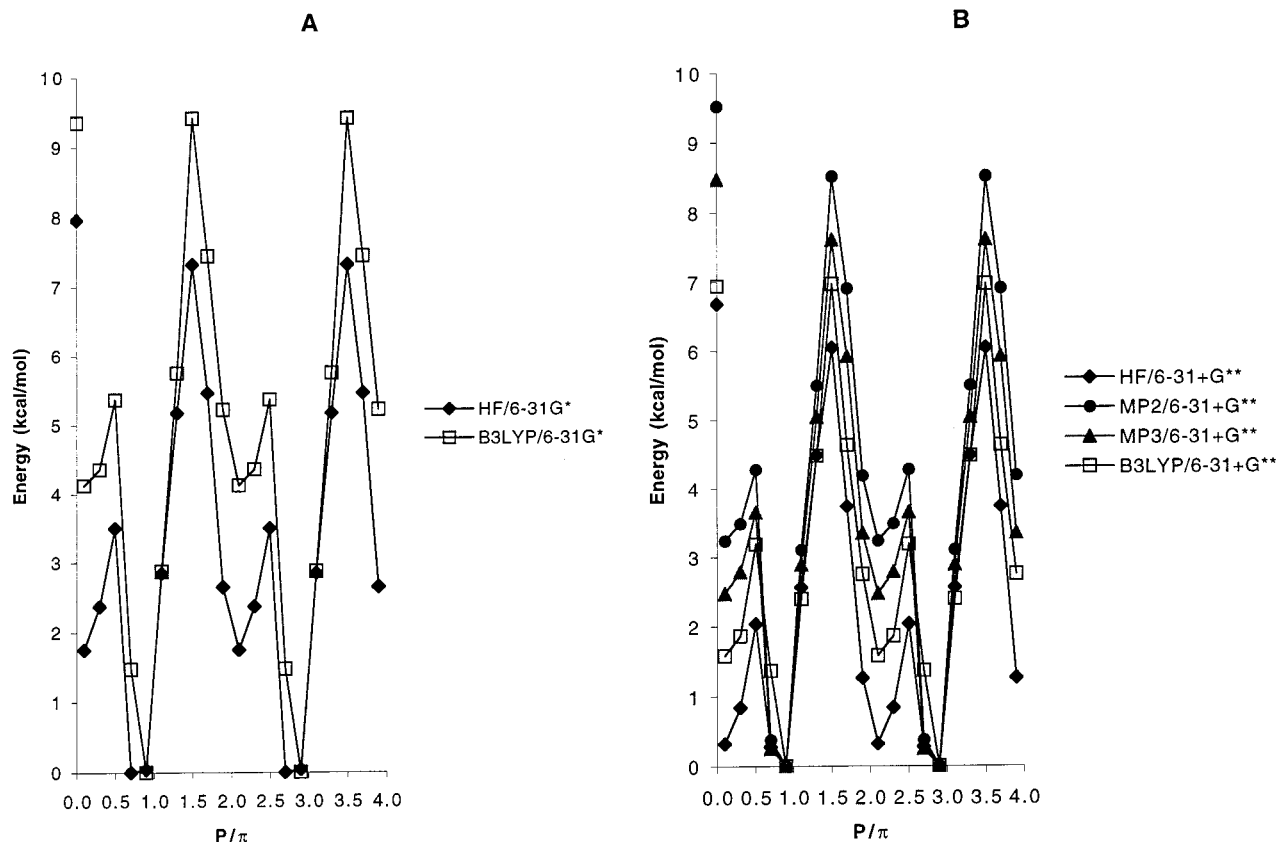 A
10
9
8
7
6
5
4
3
2
1
0
Energy (kcal/mol)
0.0 0.5 1.0 1.5 2.0 2.5 3.0 3.5 4.0
P/π
HF/6-31G*
B3LYP/6-31G*
B
10
9
8
7
6
5
4
3
2
1
0
Energy (kcal/mol)
0.0 0.5 1.0 1.5 2.0 2.5 3.0 3.5 4.0
P/π
HF/6-31+G**
MP2/6-31+G**
MP3/6-31+G**
B3LYP/6-31+G**